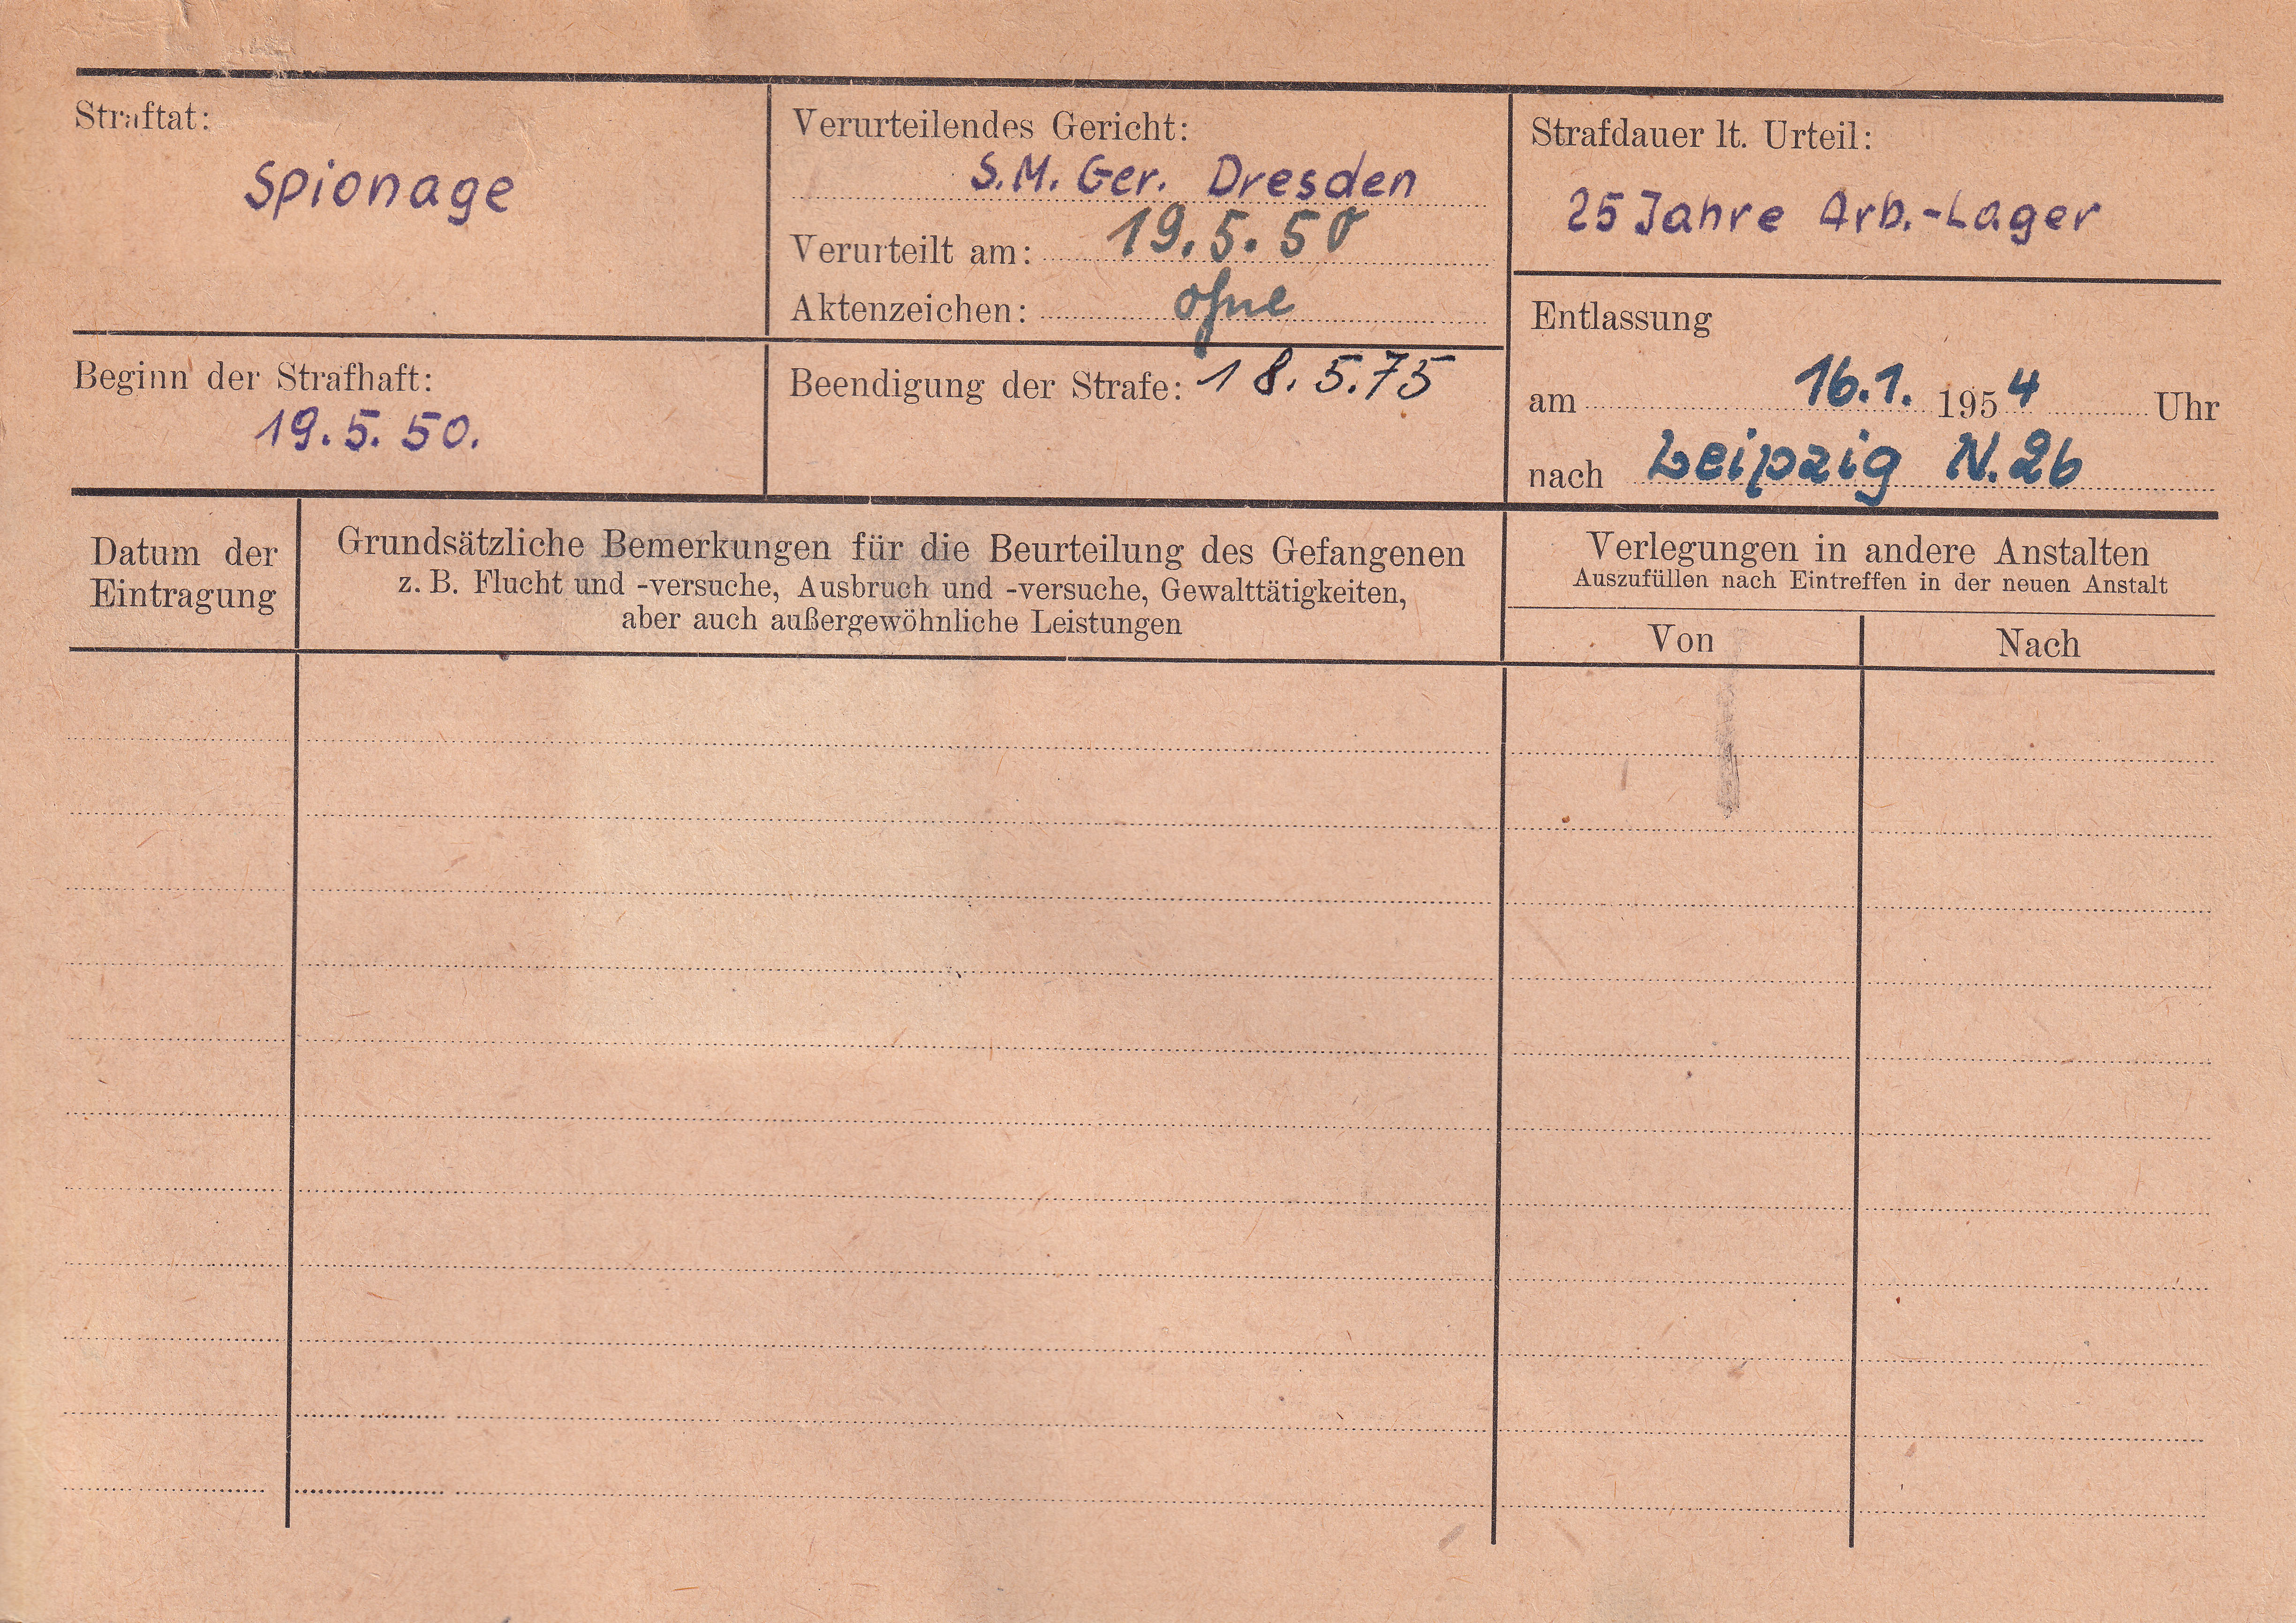 Straftat:
Spionage
Verurteilendes Gericht:
S.M. Ger. Dresden
Verurteilt am: 19.5.50
Aktenzeichen: ohne
Strafdauer lt. Urteil:
25 Jahre Arb.-Lager
Beginn der Strafhaft:
19.5.50.
Beendigung der Strafe: 18.5.75
Entlassung
am 16.1. 1954 Uhr
nach Leipzig N.26
Datum der
Eintragung
Grundsätzliche Bemerkungen für die Beurteilung des Gefangenen
z. B. Flucht und -versuche, Ausbruch und -versuche, Gewalttätigkeiten,
aber auch außergewöhnliche Leistungen
Verlegungen in andere Anstalten
Auszufüllen nach Eintreffen in der neuen Anstalt
Von
Nach